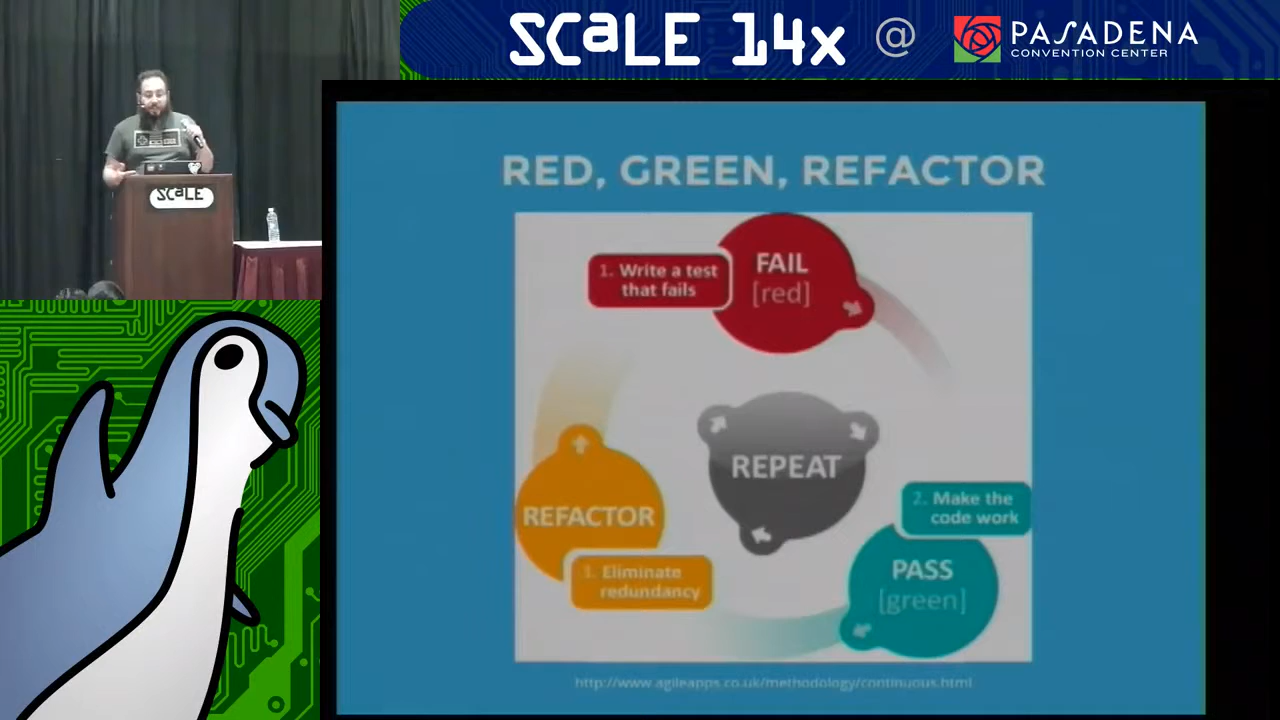 SCaLE 14x @ PASADENA
CONVENTION CENTER
SCaLE
RED, GREEN, REFACTOR
1. Write a test
that fails
FAIL
[red]
REPEAT
2. Make the
code work
PASS
[green]
REFACTOR
Eliminate
redundancy
http://www.agileapps.co.uk/methodology/continuous.html